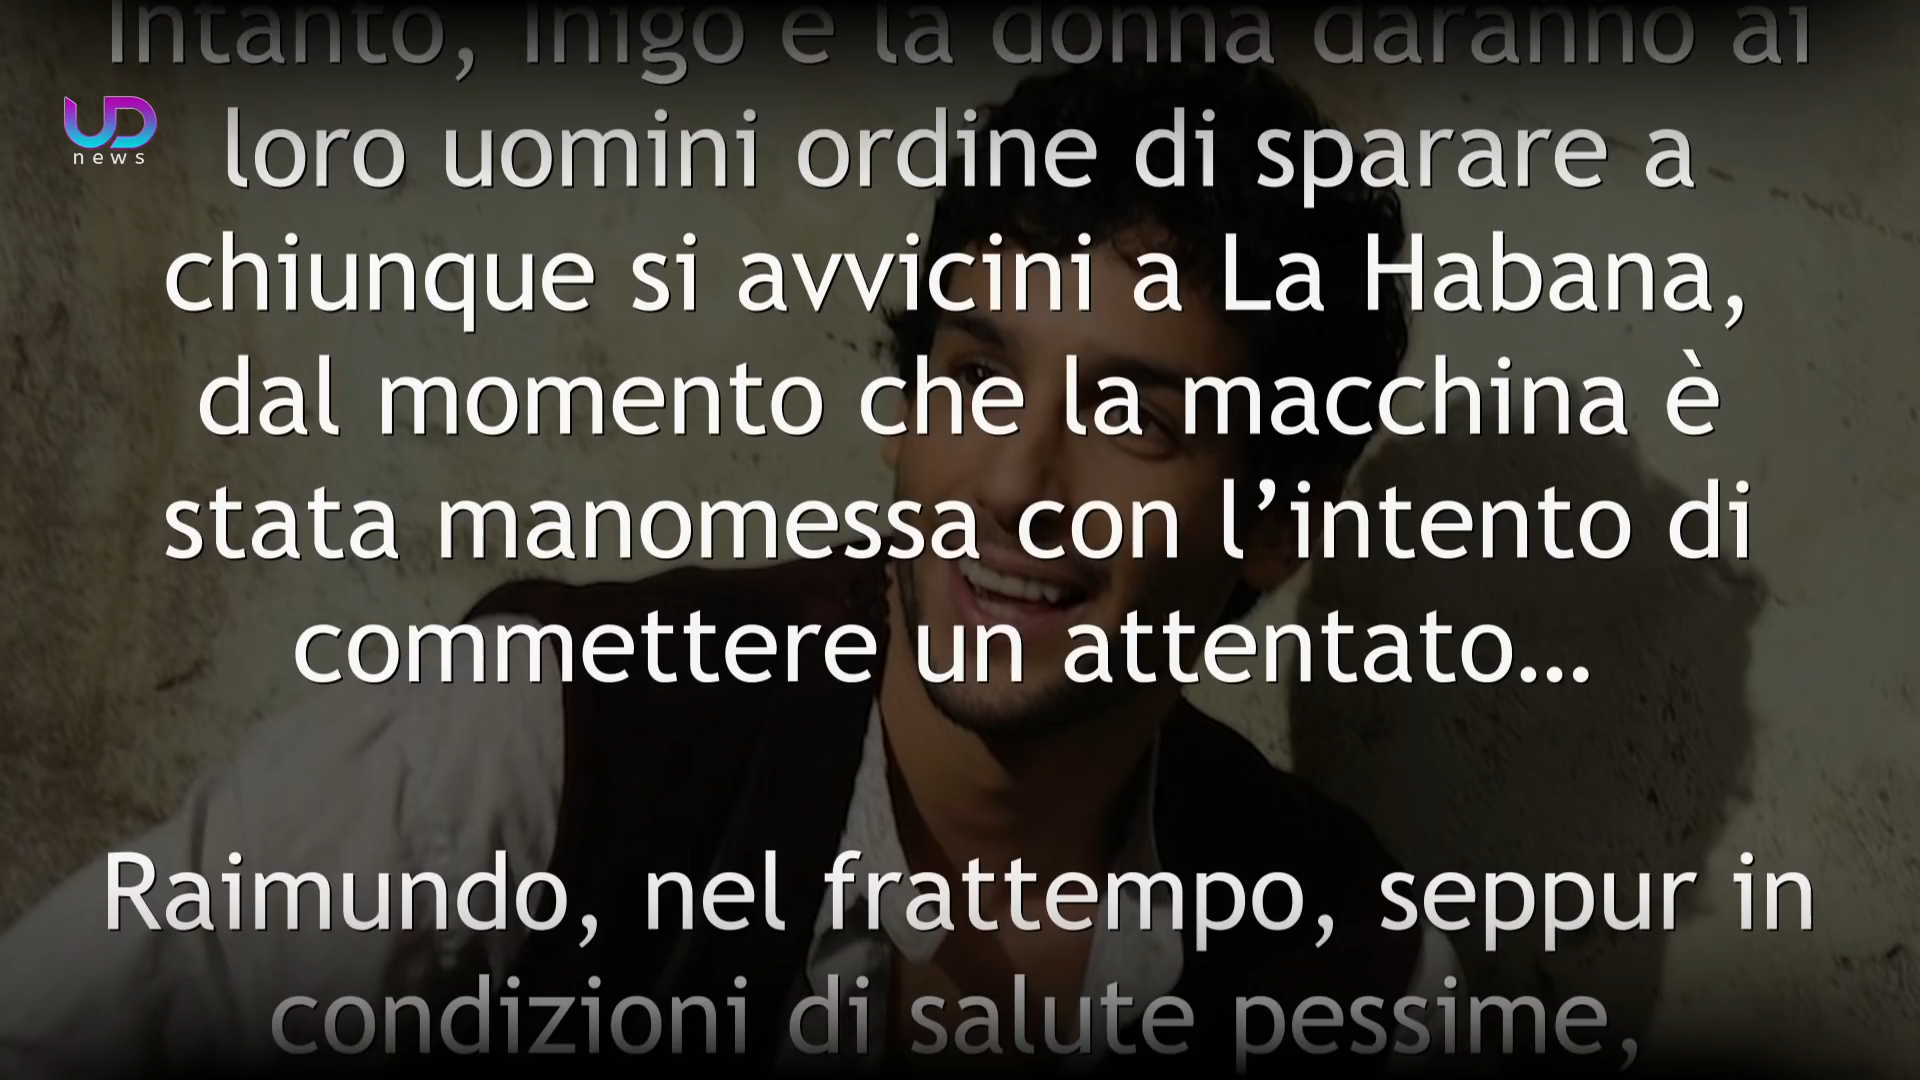 Intanto, Inigo e la donna daranno ai
UD
news
loro uomini ordine di sparare a
chiunque si avvicini a La Habana,
dal momento che la macchina è
stata manomessa con l’intento di
commettere un attentato...
Raimundo, nel frattempo, seppur in
condizioni di salute pessime,